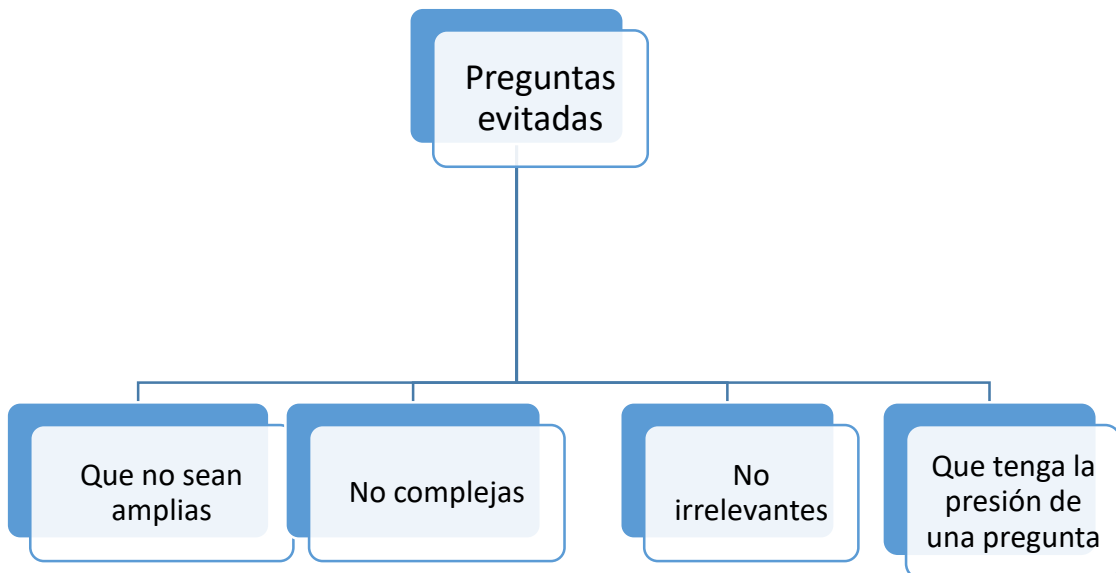 Preguntas
evitadas
Que no sean
amplias
No complejas
No
irrelevantes
Que tenga la
presión de
una pregunta